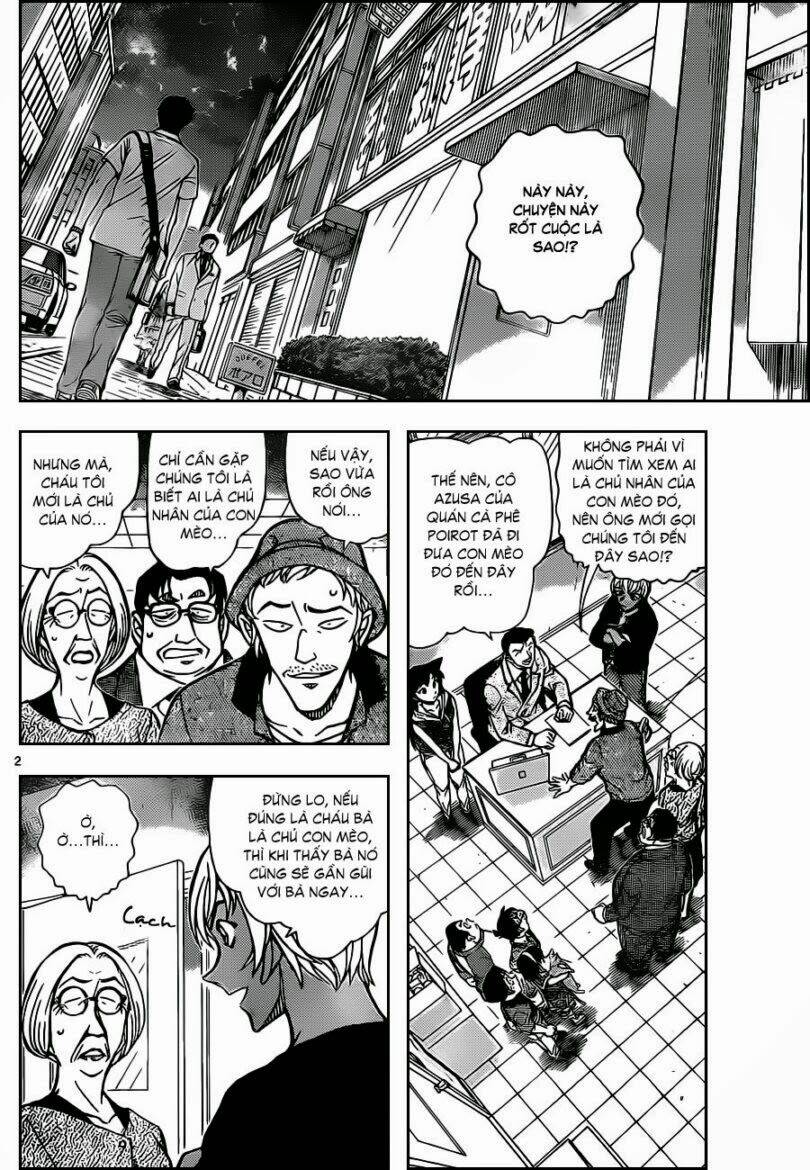 NÀY NÀY,
CHUYỆN NÀY
RỐT CUỘC LÀ
SAO!?
ポアロ
KHÔNG PHẢI VÌ
MUỐN TÌM XEM AI
LÀ CHỦ NHÂN CỦA
CON MÈO ĐÓ,
NÊN ÔNG MỚI GỌI
CHÚNG TÔI ĐẾN
ĐÂY SAO!?
THẾ NÊN, CÔ
AZUSA CỦA
QUÁN CÀ PHÊ
POIROT ĐÃ ĐI
ĐƯA CON MÈO
ĐÓ ĐẾN ĐÂY
RỒI...
NẾU VẬY,
SAO VỪA
RỒI ÔNG
NÓI...
CHỈ CẦN GẶP
CHÚNG TÔI LÀ
BIẾT AI LÀ CHỦ
NHÂN CỦA CON
MÈO...
NHƯNG MÀ,
CHÁU TÔI
MỚI LÀ CHỦ
CỦA NÓ...
2
ĐỪNG LO, NẾU
ĐÚNG LÀ CHÁU BÀ
LÀ CHỦ CON MÈO,
THÌ KHI THẤY BÀ NÓ
CŨNG SẼ GẦN GŨI
VỚI BÀ NGAY...
Ờ,
Ờ...THÌ...
Cạch